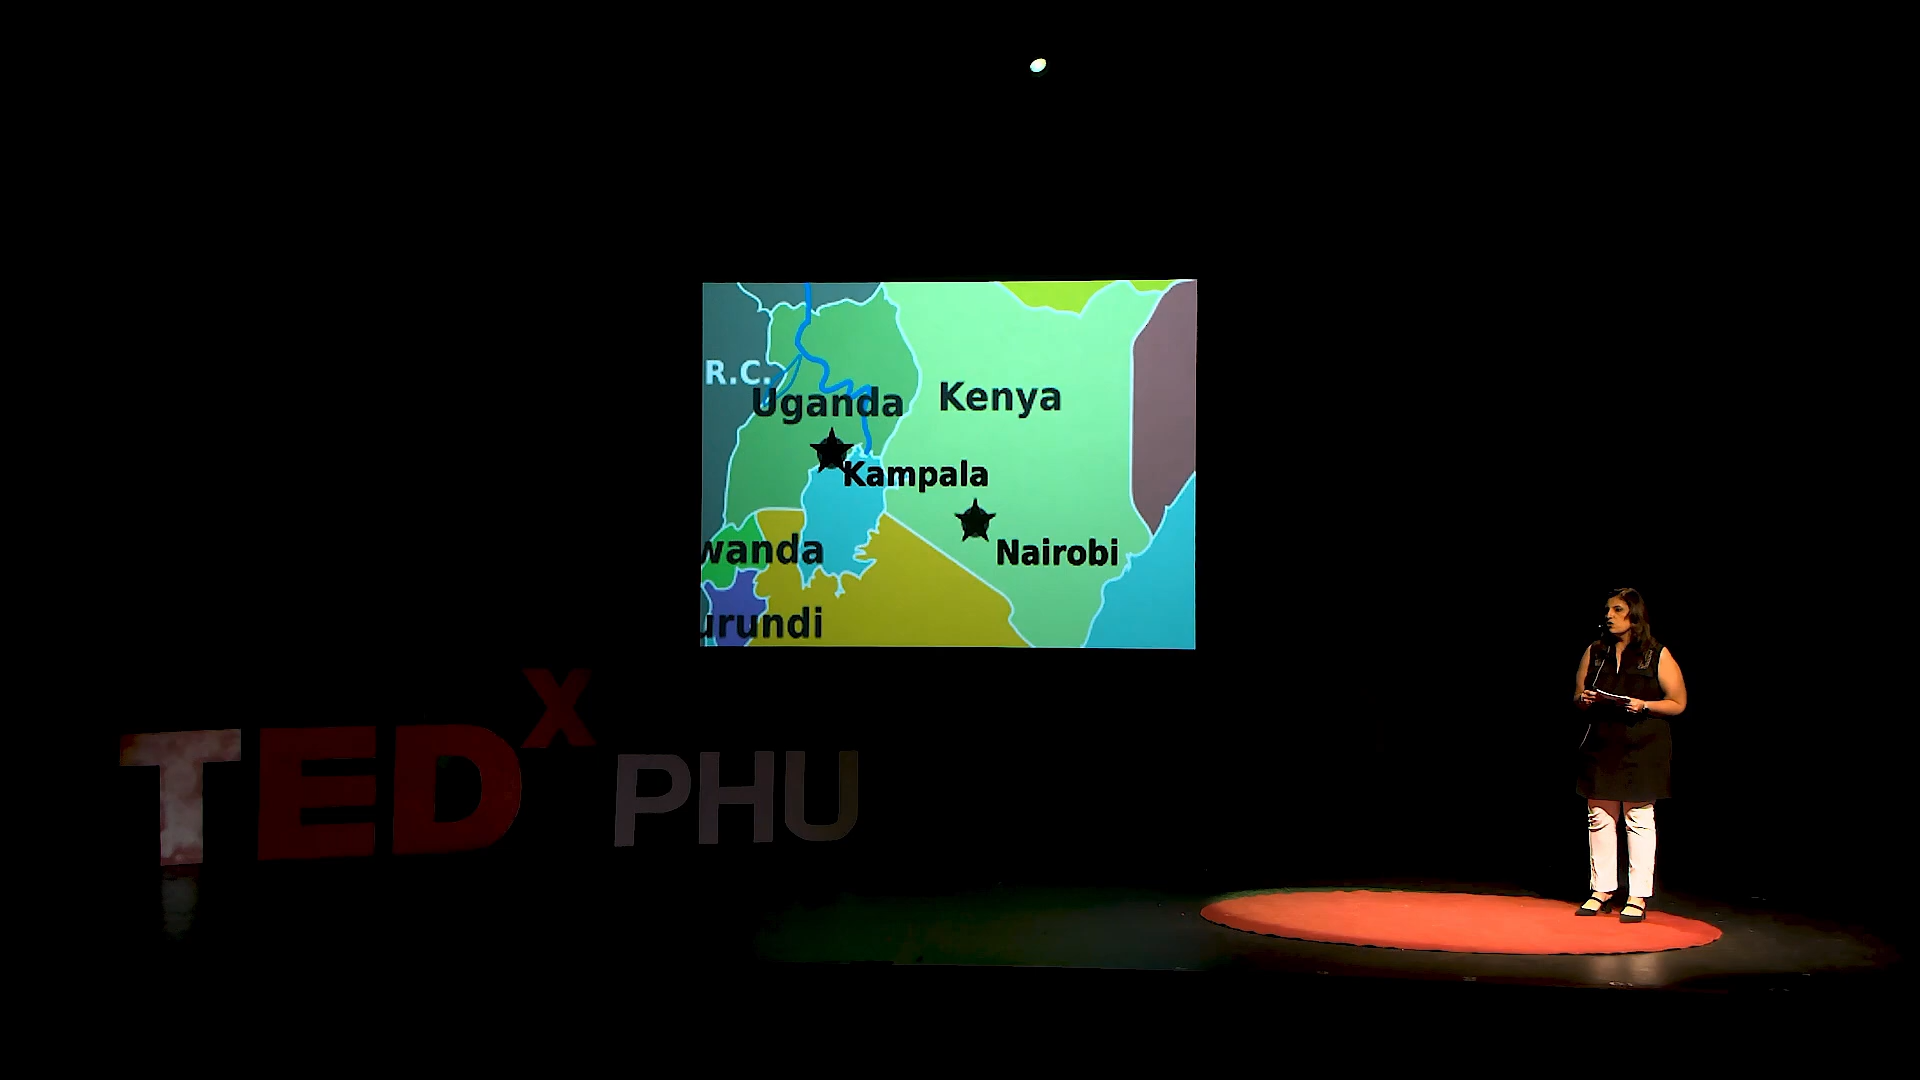 R.C.
Uganda
Kenya
Kampala
Nairobi
wanda
urundi
TEDx PHU